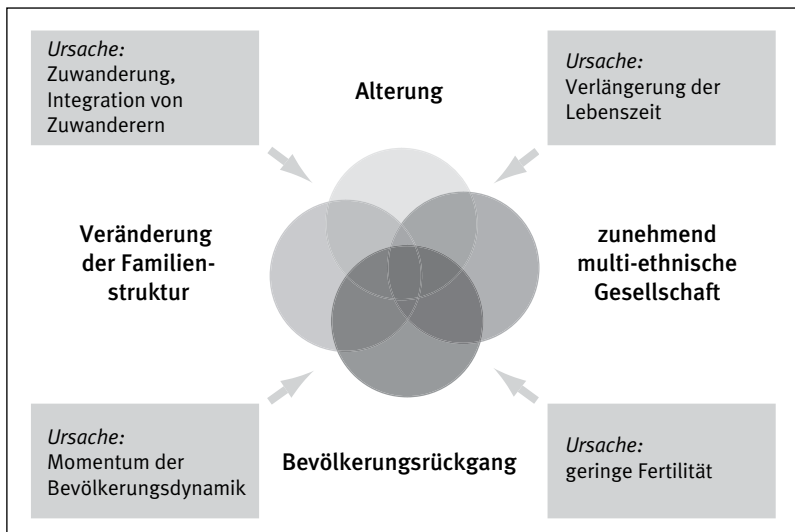 Ursache:
Zuwanderung,
Integration von
Zuwanderern
Alterung
Ursache:
Verlängerung der
Lebenszeit
Veränderung
der Familien-
struktur
zunehmend
multi-ethnische
Gesellschaft
Ursache:
Momentum der
Bevölkerungsdynamik
Bevölkerungsrückgang
Ursache:
geringe Fertilität